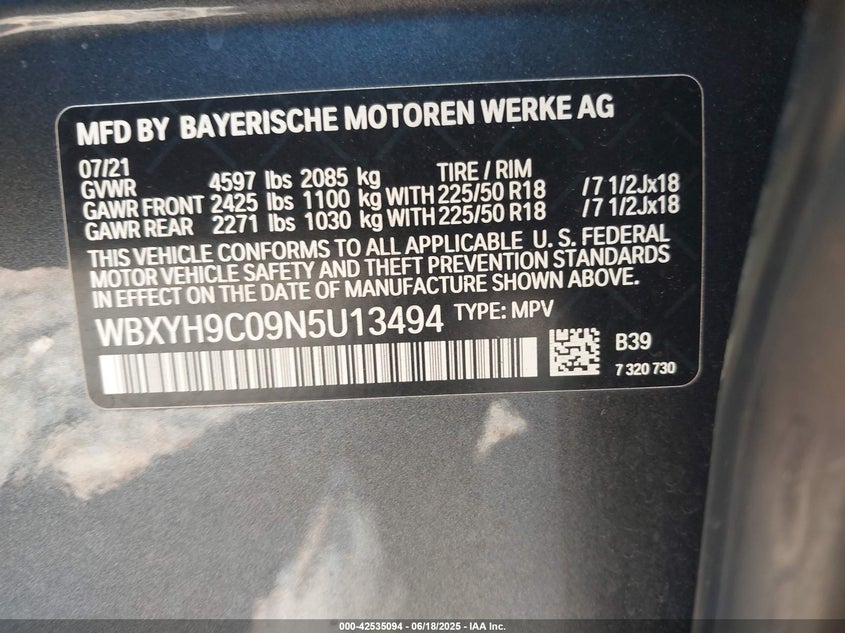 MFD BY BAYERISCHE MOTOREN WERKE AG
07/21 TIRE / RIM
GVWR 4597 lbs 2085 kg
GAWR FRONT 2425 lbs 1100 kg WITH 225/50 R18 /7 1/2Jx18
GAWR REAR 2271 lbs 1030 kg WITH 225/50 R18 /7 1/2Jx18
THIS VEHICLE CONFORMS TO ALL APPLICABLE U. S. FEDERAL
MOTOR VEHICLE SAFETY AND THEFT PREVENTION STANDARDS
IN EFFECT ON THE DATE OF MANUFACTURE SHOWN ABOVE.
WBXYH9C09N5U13494 TYPE: MPV
B39
7 320 730
000-42535094 - 06/18/2025 - IAA Inc.